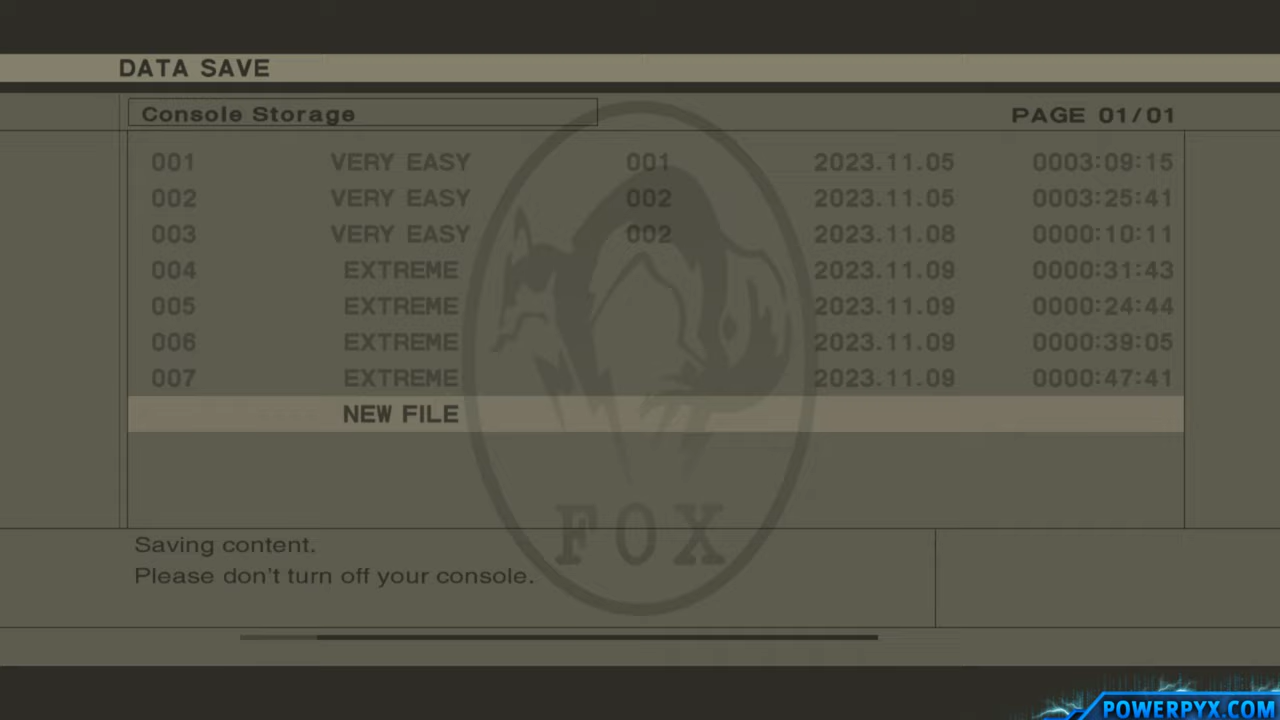 DATA SAVE
Console Storage PAGE 01/01
001 VERY EASY 001 2023.11.05 0003:09:15
002 VERY EASY 002 2023.11.05 0003:25:41
003 VERY EASY 002 2023.11.08 0000:10:11
004 EXTREME 2023.11.09 0000:31:43
005 EXTREME 2023.11.09 0000:24:44
006 EXTREME 2023.11.09 0000:39:05
007 EXTREME 2023.11.09 0000:47:41
NEW FILE
FOX
Saving content.
Please don't turn off your console.
POWERPYX.COM